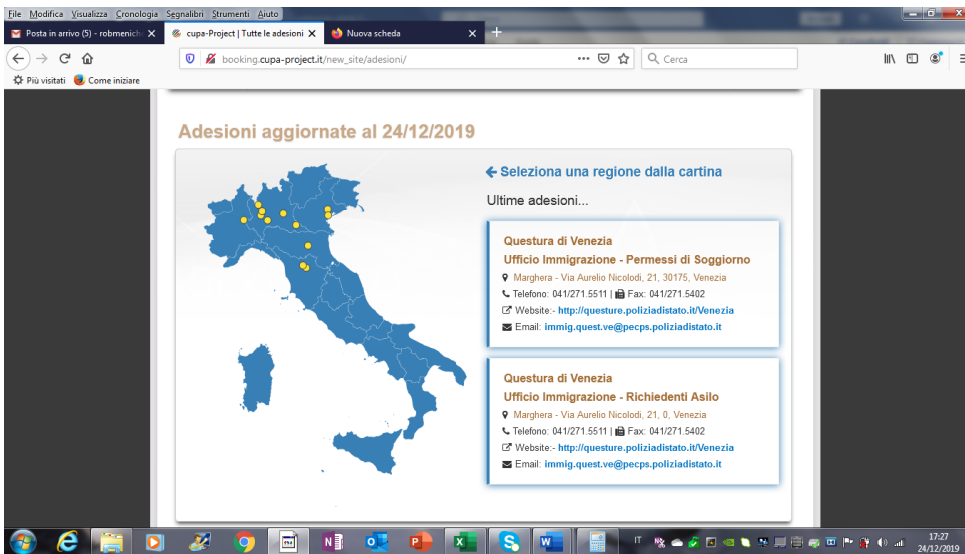 File Modifica Visualizza Cronologia Segnalibri Strumenti Aiuto
Posta in arrivo (5) - robmenich
cupa-Project | Tutte le adesioni
Nuova scheda
booking.cupa-project.it/new_site/adesioni/
Cerca
Più visitati Come iniziare
Adesioni aggiornate al 24/12/2019
Seleziona una regione dalla cartina
Ultime adesioni...
Questura di Venezia
Ufficio Immigrazione - Permessi di Soggiorno
Marghera - Via Aurelio Nicolodi, 21, 30175, Venezia
Telefono: 041/271.5511 | Fax: 041/271.5402
Website:- http://questure.poliziadistato.it/Venezia
Email: immig.quest.ve@pecps.poliziadistato.it
Questura di Venezia
Ufficio Immigrazione - Richiedenti Asilo
Marghera - Via Aurelio Nicolodi, 21, 0, Venezia
Telefono: 041/271.5511 | Fax: 041/271.5402
Website:- http://questure.poliziadistato.it/Venezia
Email: immig.quest.ve@pecps.poliziadistato.it
IT
17:27
24/12/2019